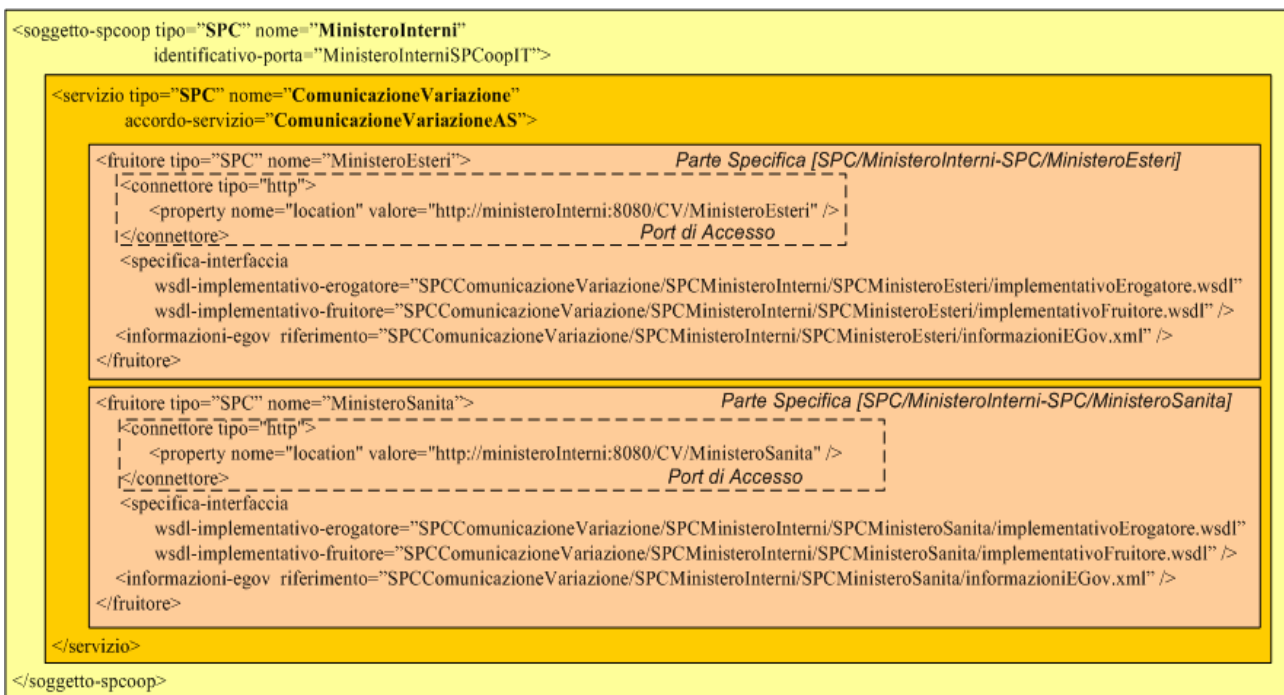 <soggetto-spcoop tipo=”SPC” nome=”MinisteroInterni”
identificativo-porta=”MinisteroInterniSPCoopIT”>
<servizio tipo=”SPC” nome=”ComunicazioneVariazione”
accordo-servizio=”ComunicazioneVariazioneAS”>
<fruitore tipo=”SPC” nome=”MinisteroEsteri”> Parte Specifica [SPC/MinisteroInterni-SPC/MinisteroEsteri]
<connettore tipo="http">
<property nome="location" valore="http://ministeroInterni:8080/CV/MinisteroEsteri" />
</connettore> Port di Accesso
<specifica-interfaccia
wsdl-implementativo-erogatore=”SPCComunicazioneVariazione/SPCMinisteroInterni/SPCMinisteroEsteri/implementativoErogatore.wsdl”
wsdl-implementativo-fruitore=”SPCComunicazioneVariazione/SPCMinisteroInterni/SPCMinisteroEsteri/implementativoFruitore.wsdl” />
<informazioni-egov riferimento=”SPCComunicazioneVariazione/SPCMinisteroInterni/SPCMinisteroEsteri/informazioniEGov.xml” />
</fruitore>
<fruitore tipo=”SPC” nome=”MinisteroSanita”> Parte Specifica [SPC/MinisteroInterni-SPC/MinisteroSanita]
<connettore tipo="http">
<property nome="location" valore="http://ministeroInterni:8080/CV/MinisteroSanita" />
</connettore> Port di Accesso
<specifica-interfaccia
wsdl-implementativo-erogatore=”SPCComunicazioneVariazione/SPCMinisteroInterni/SPCMinisteroSanita/implementativoErogatore.wsdl”
wsdl-implementativo-fruitore=”SPCComunicazioneVariazione/SPCMinisteroInterni/SPCMinisteroSanita/implementativoFruitore.wsdl” />
<informazioni-egov riferimento=”SPCComunicazioneVariazione/SPCMinisteroInterni/SPCMinisteroSanita/informazioniEGov.xml” />
</fruitore>
</servizio>
</soggetto-spcoop>